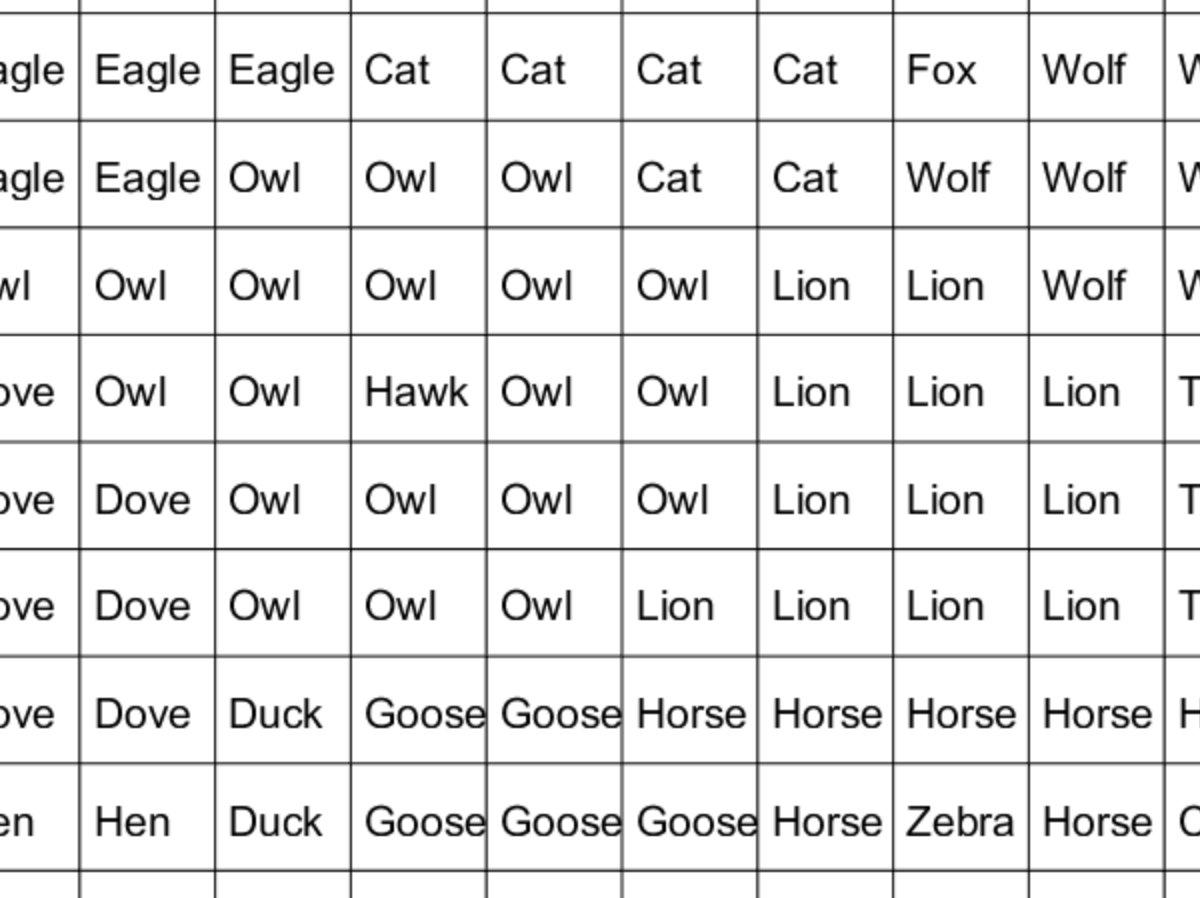 agle Eagle Eagle Cat Cat Cat Cat Fox Wolf W
agle Eagle Owl Owl Owl Cat Cat Wolf Wolf W
wl Owl Owl Owl Owl Owl Lion Lion Wolf W
ove Owl Owl Hawk Owl Owl Lion Lion Lion T
ove Dove Owl Owl Owl Owl Lion Lion Lion T
ove Dove Owl Owl Owl Lion Lion Lion Lion T
ove Dove Duck Goose Goose Horse Horse Horse Horse H
en Hen Duck Goose Goose Goose Horse Zebra Horse